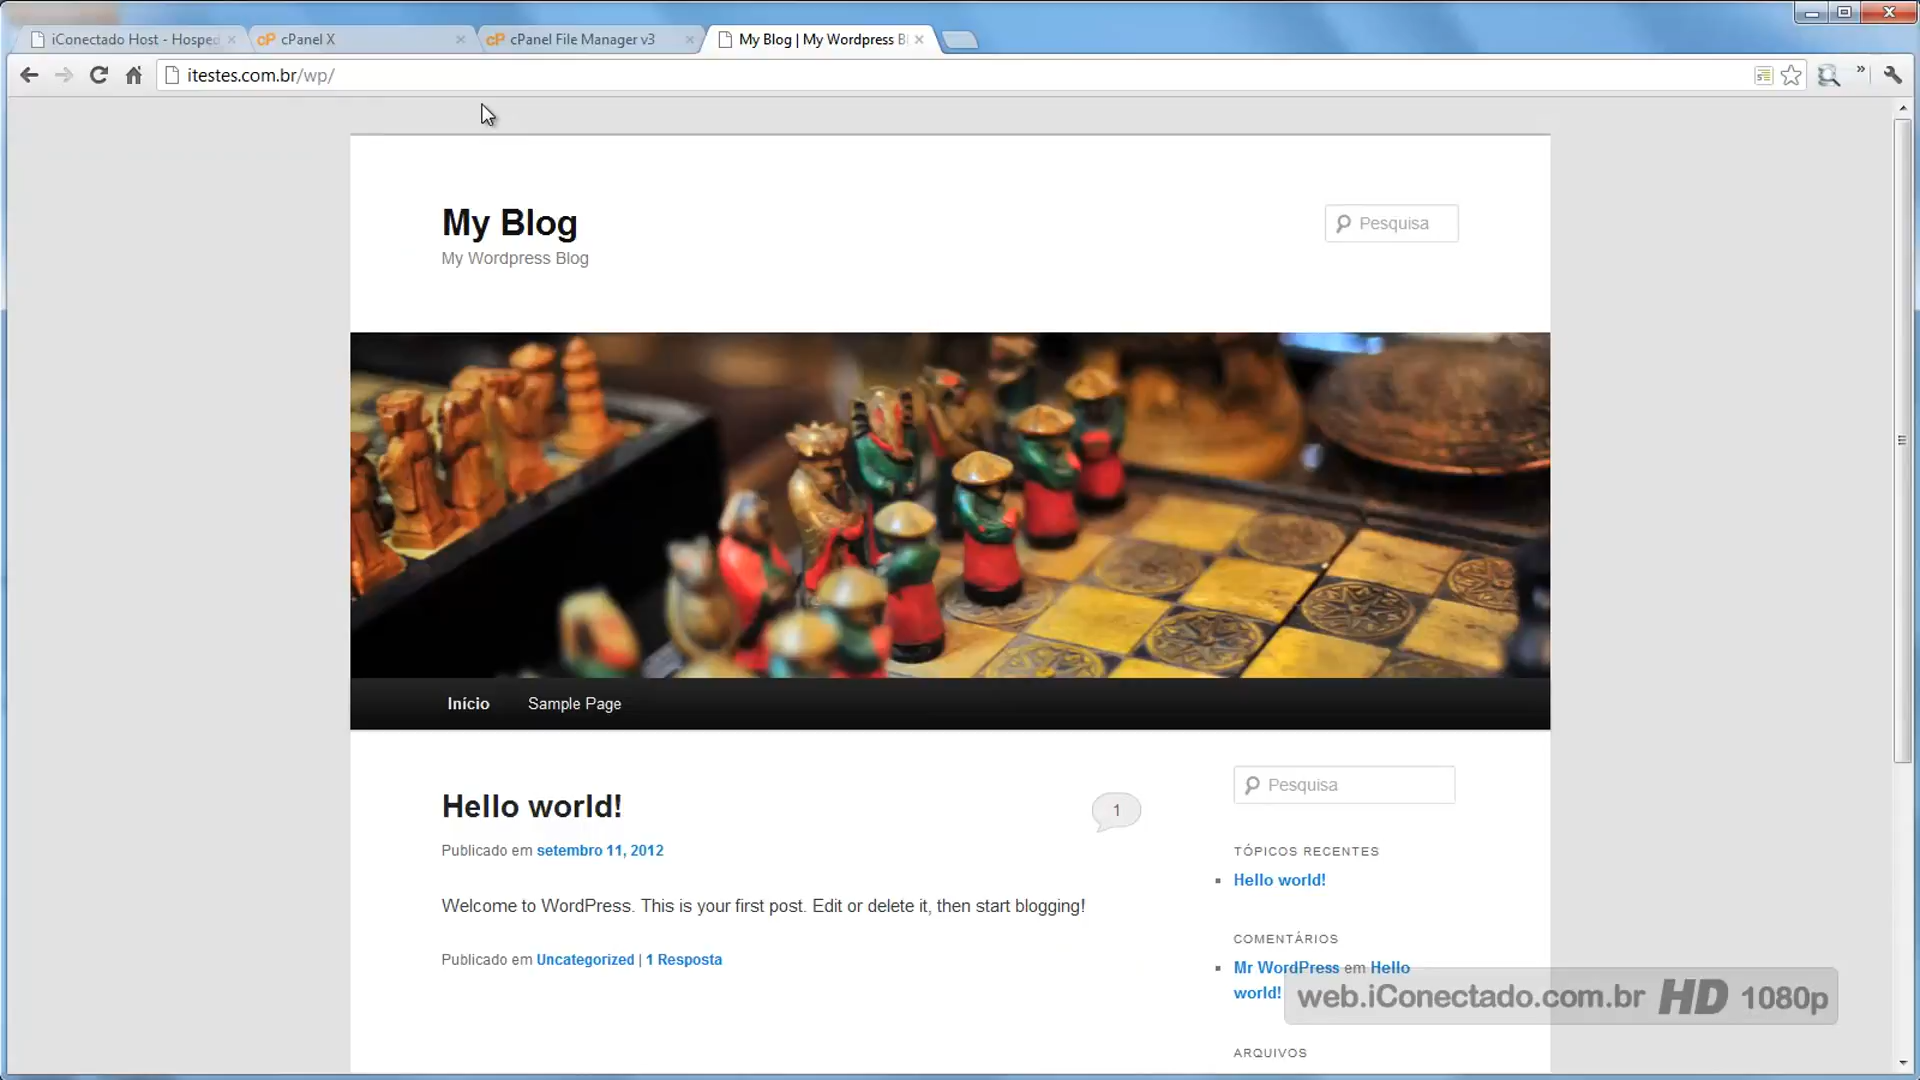 iConectado Host - Hosped
cPanel X
cPanel File Manager v3
My Blog | My Wordpress B
itestes.com.br/wp/
My Blog
My Wordpress Blog
Pesquisa
Início
Sample Page
Hello world!
1
Publicado em setembro 11, 2012
Welcome to WordPress. This is your first post. Edit or delete it, then start blogging!
Publicado em Uncategorized | 1 Resposta
Pesquisa
TÓPICOS RECENTES
Hello world!
COMENTÁRIOS
Mr WordPress em Hello
world!
web.iConectado.com.br HD 1080p
ARQUIVOS